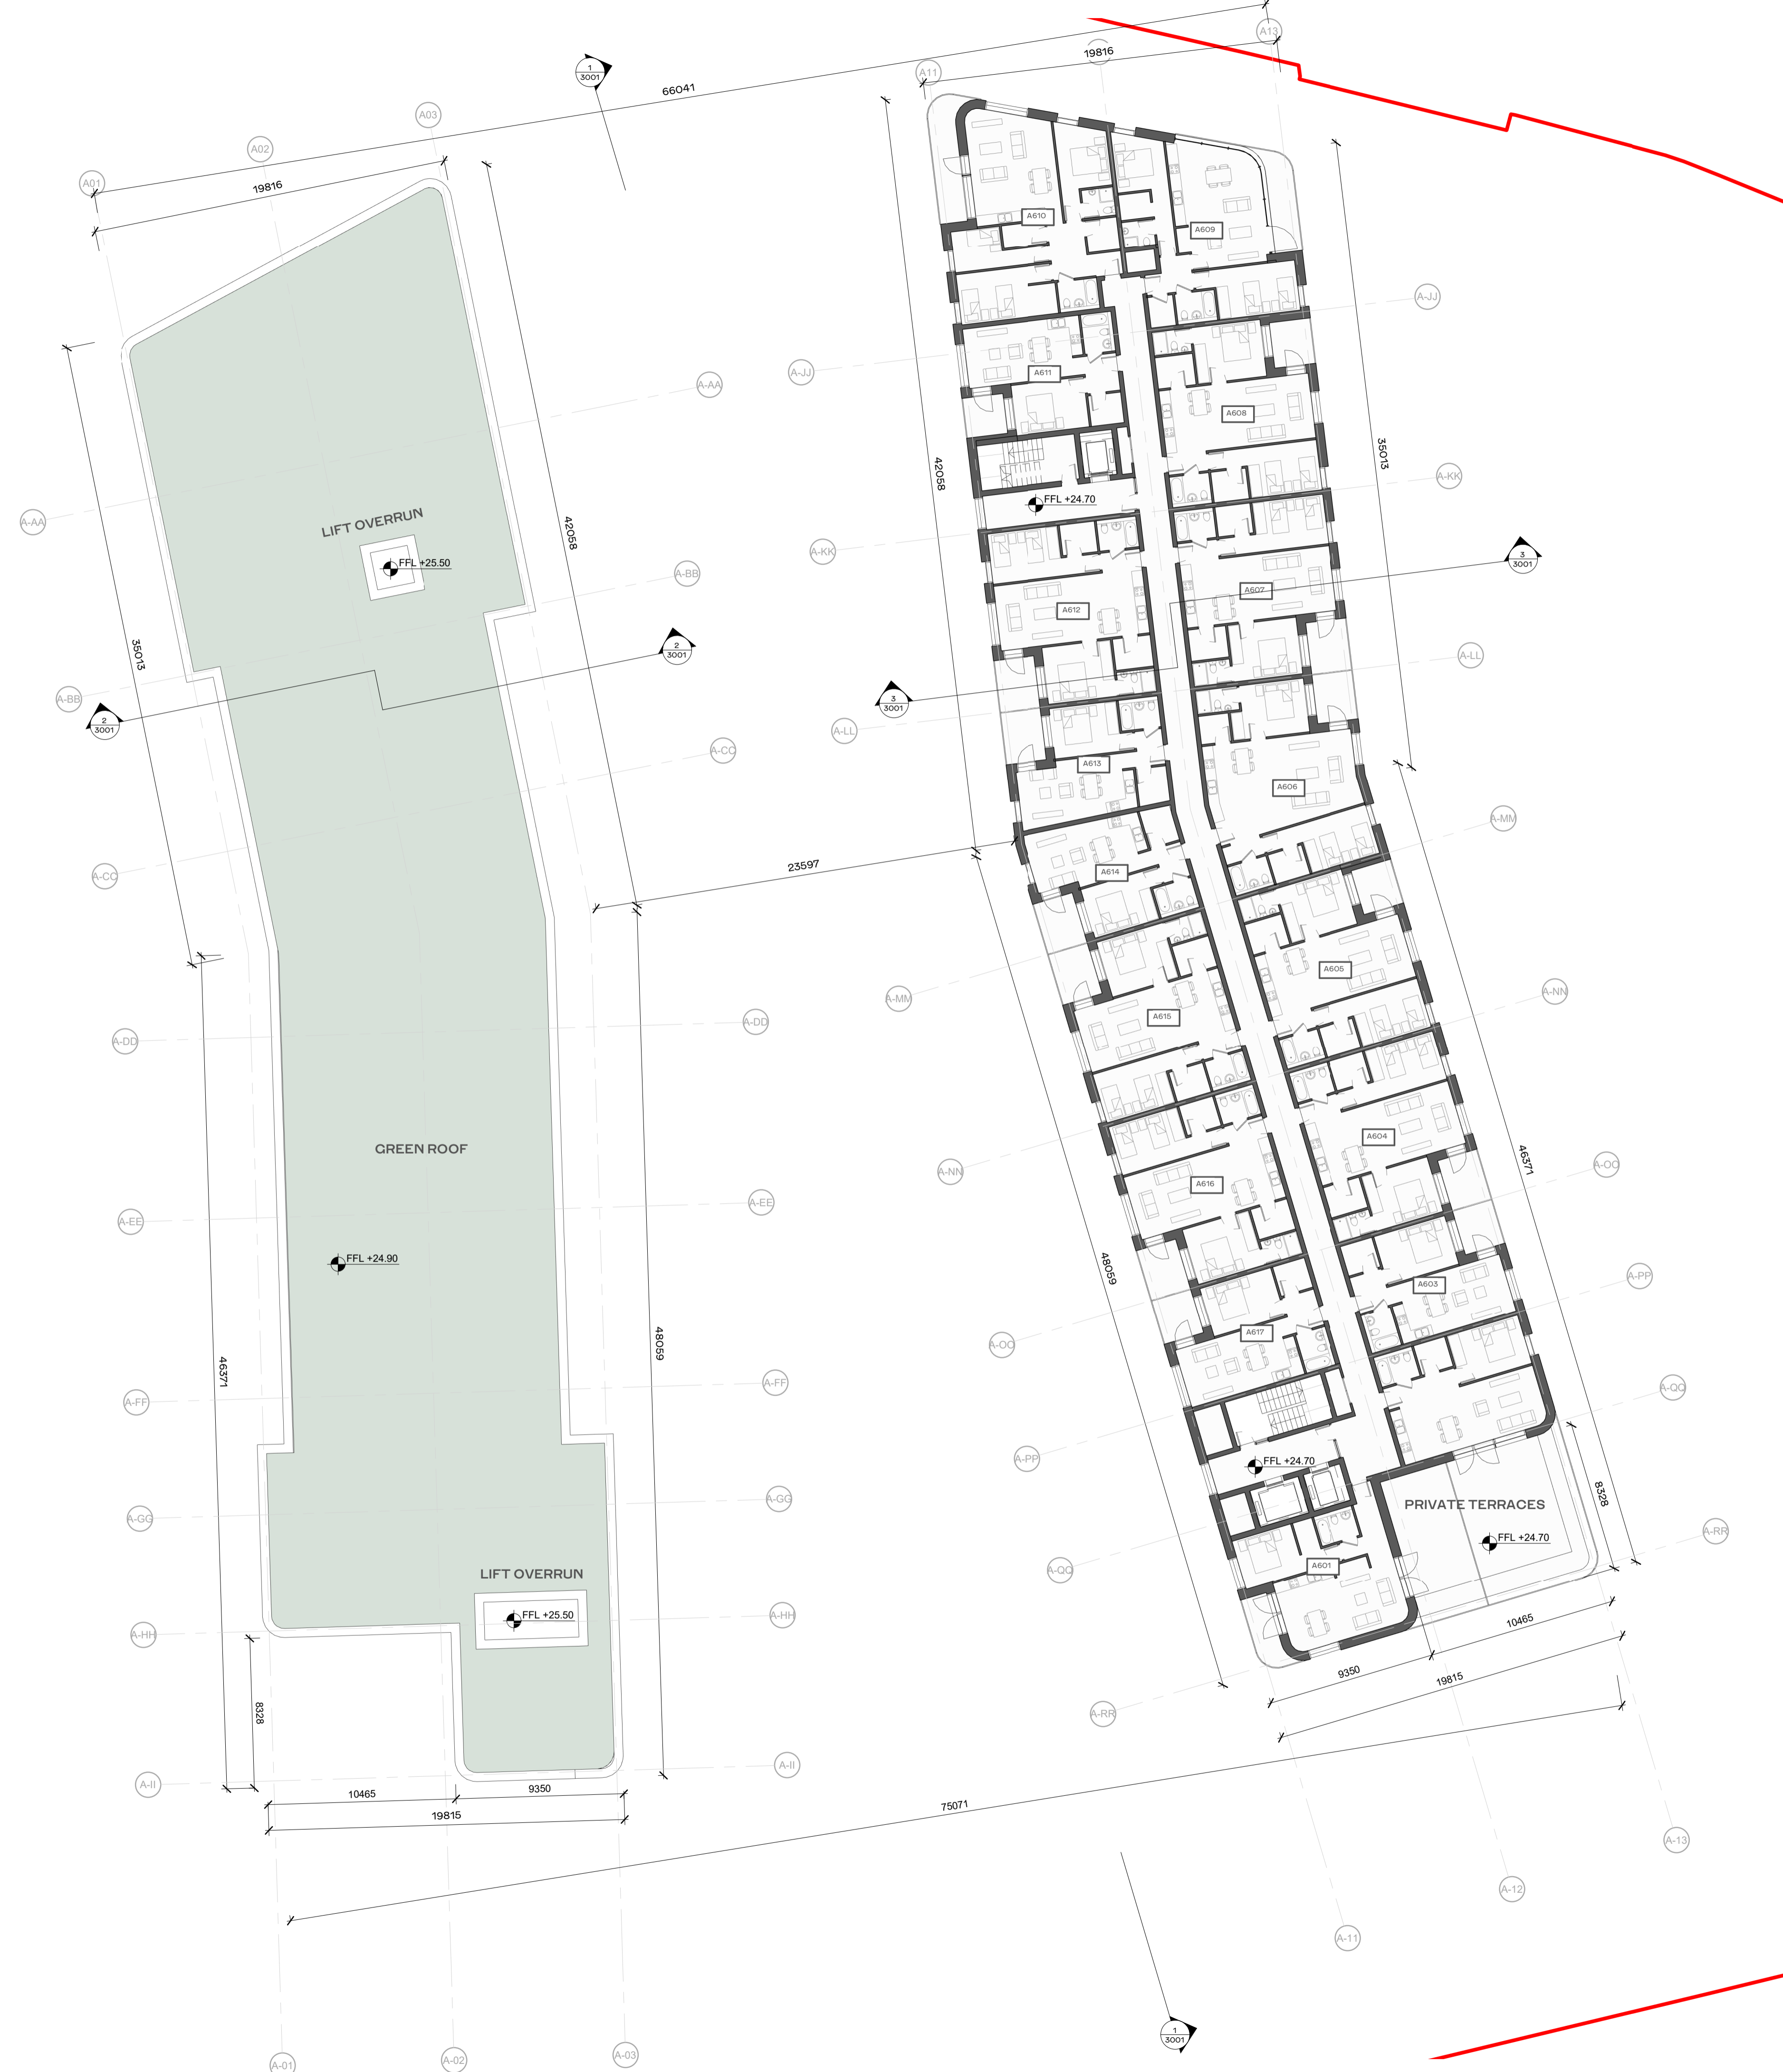 A13
19816
A11
1
3001
66041
A03
A02
A01
19816
A610
A609
A-JJ
A-JJ
A611
A608
A-AA
A-AA
35013
42058
A-KK
A-KK
FFL +24.70
LIFT OVERRUN
FFL +25.50
42058
A-BB
A-BB
3
3001
A607
A612
2
3001
2
3001
35013
A-LL
A-LL
3
3001
A-CC
A-CC
A613
A606
A-MM
A-MM
23597
A614
A605
A615
A-NN
A-NN
A-DD
A-DD
A604
A616
GREEN ROOF
46371
A-OO
A-OO
A-EE
A-EE
FFL +24.90
48059
A603
A617
A-PP
A-PP
46371
48059
A-FF
A-FF
A-QQ
A-QQ
FFL +24.70
PRIVATE TERRACES
8328
FFL +24.70
A-GG
A-GG
A-RR
A-RR
A601
LIFT OVERRUN
FFL +25.50
A-HH
A-HH
10465
9350
19815
8328
A-II
A-II
10465
9350
19815
75071
A-13
A-12
A-11
1
3001
A-03
A-02
A-01